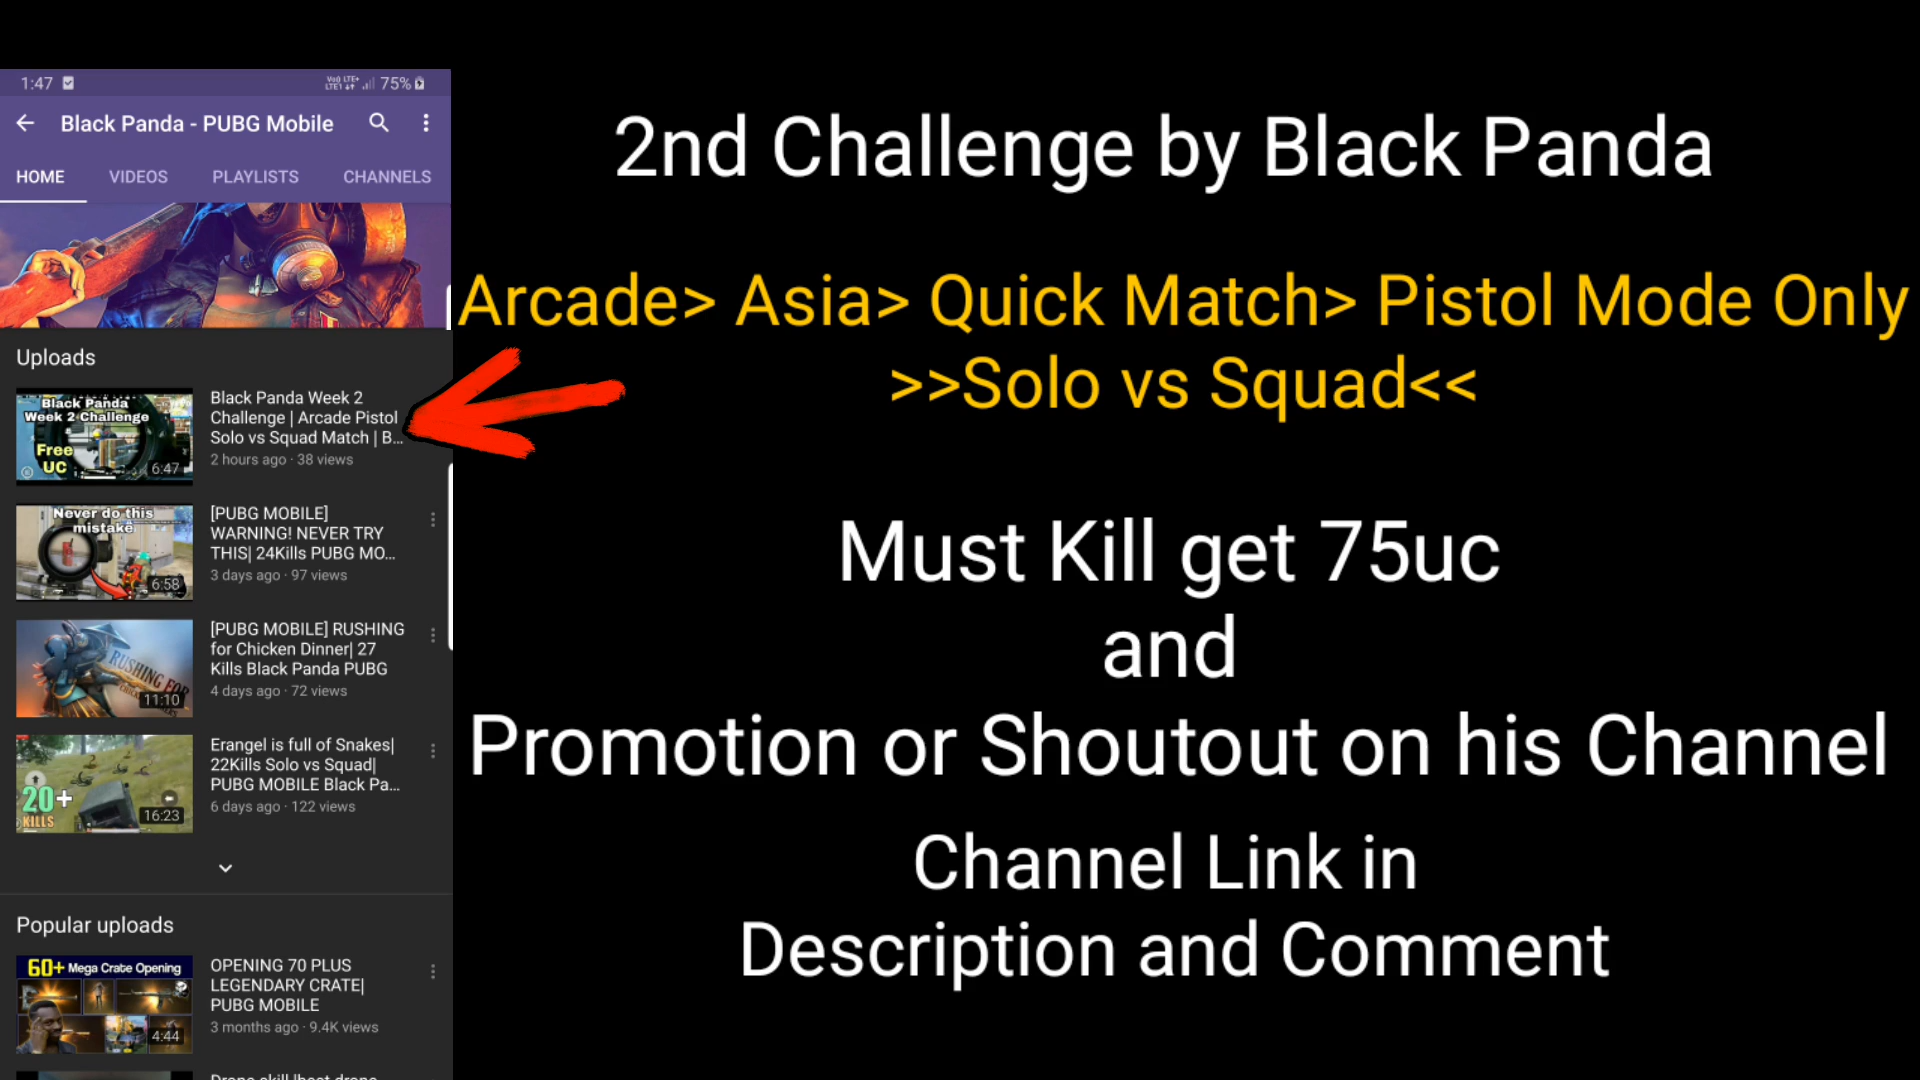 1:47
75%
Black Panda - PUBG Mobile
HOME VIDEOS PLAYLISTS CHANNELS
Uploads
Black Panda
Week 2 Challenge
Free
UC
6:47
Black Panda Week 2
Challenge | Arcade Pistol
Solo vs Squad Match | B...
2 hours ago · 38 views
Never do this
mistake
6:58
[PUBG MOBILE]
WARNING! NEVER TRY
THIS| 24Kills PUBG MO...
3 days ago · 97 views
RUSHING FOR
11:10
[PUBG MOBILE] RUSHING
for Chicken Dinner| 27
Kills Black Panda PUBG
4 days ago · 72 views
20+
KILLS
16:23
Erangel is full of Snakes|
22Kills Solo vs Squad|
PUBG MOBILE Black Pa...
6 days ago · 122 views
Popular uploads
60+ Mega Crate Opening
4:44
OPENING 70 PLUS
LEGENDARY CRATE|
PUBG MOBILE
3 months ago · 9.4K views
2nd Challenge by Black Panda
Arcade> Asia> Quick Match> Pistol Mode Only
>>Solo vs Squad<<
Must Kill get 75uc
and
Promotion or Shoutout on his Channel
Channel Link in
Description and Comment